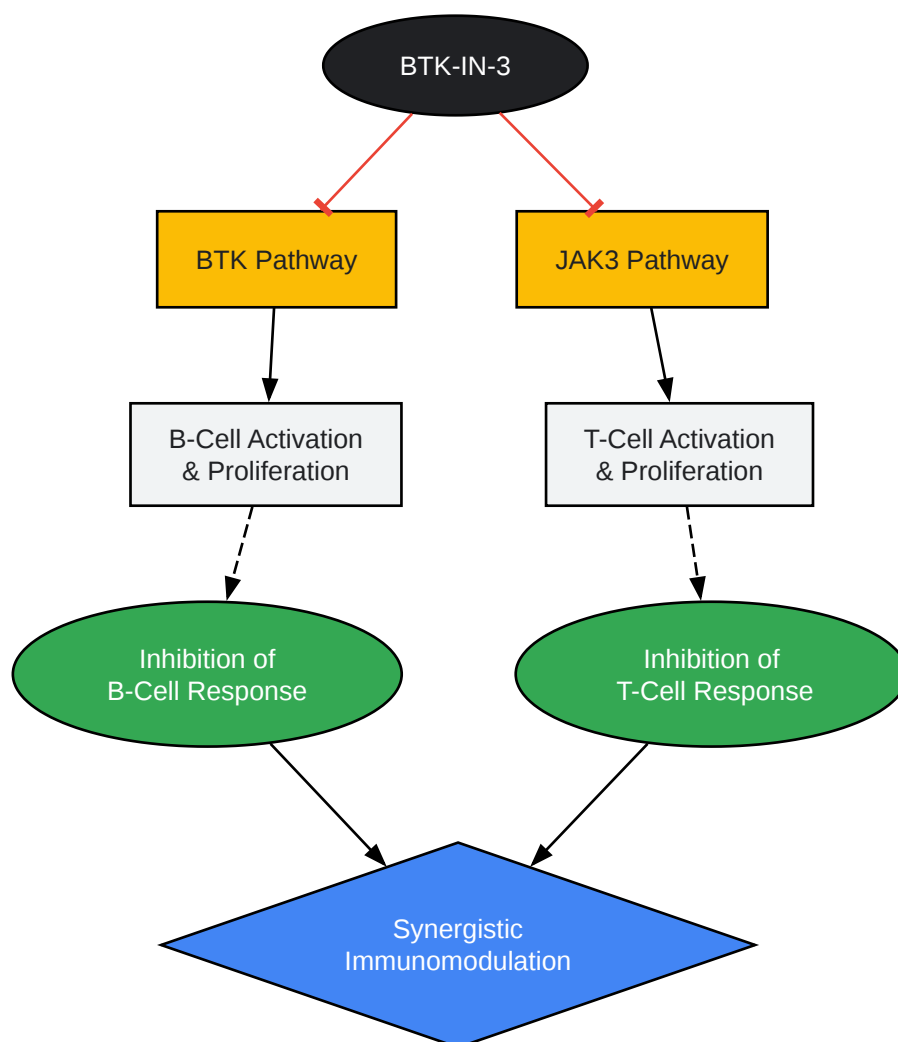 BTK-IN-3
BTK Pathway
JAK3 Pathway
B-Cell Activation
& Proliferation
T-Cell Activation
& Proliferation
Inhibition of
B-Cell Response
Inhibition of
T-Cell Response
Synergistic
Immunomodulation